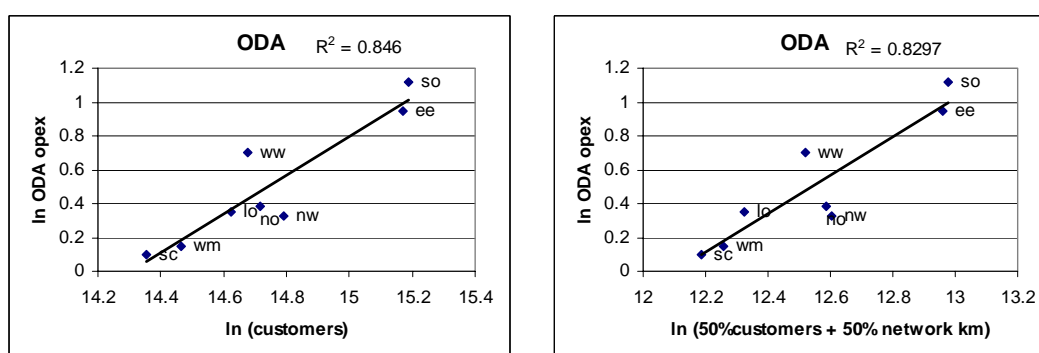 ODA
R2 = 0.846
ln ODA opex
1.2
1
0.8
0.6
0.4
0.2
0
so
ee
ww
lo
no
nw
wm
sc
14.2 14.4 14.6 14.8 15 15.2 15.4
ln (customers)
ODA
R2 = 0.8297
ln ODA opex
1.2
1
0.8
0.6
0.4
0.2
0
so
ee
ww
lo
no
nw
wm
sc
12 12.2 12.4 12.6 12.8 13 13.2
ln (50%customers + 50% network km)